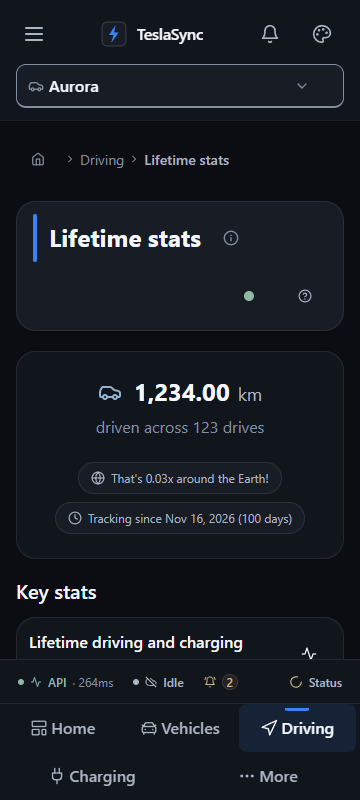 TeslaSync
Aurora
Driving
Lifetime stats
Lifetime stats
1,234.00 km
driven across 123 drives
That's 0.03x around the Earth!
Tracking since Nov 16, 2026 (100 days)
Key stats
Lifetime driving and charging
API · 264ms
Idle
2
Status
Home
Vehicles
Driving
Charging
More